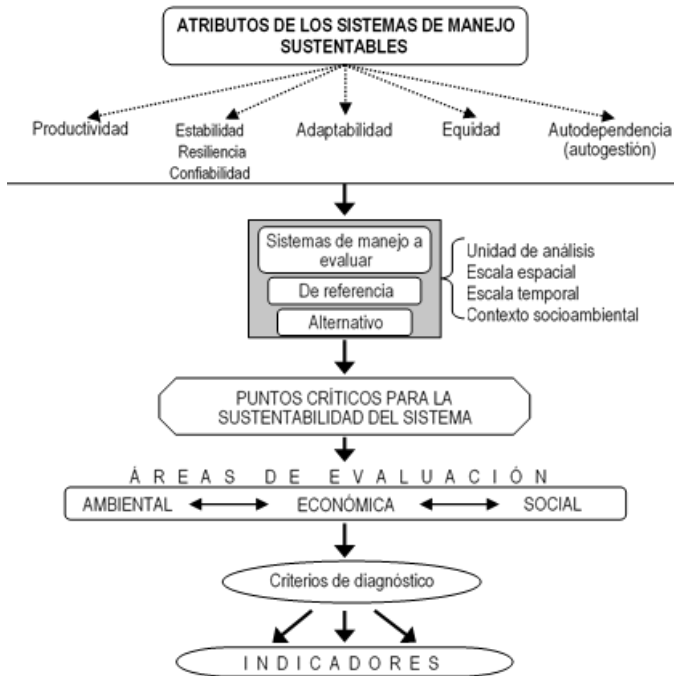 ATRIBUTOS DE LOS SISTEMAS DE MANEJO
SUSTENTABLES
Productividad
Estabilidad
Resiliencia
Confiabilidad
Adaptabilidad
Equidad
Autodependencia
(autogestión)
Sistemas de manejo a
evaluar
De referencia
Alternativo
Unidad de análisis
Escala espacial
Escala temporal
Contexto socioambiental
PUNTOS CRÍTICOS PARA LA
SUSTENTABILIDAD DEL SISTEMA
ÁREAS DE EVALUACIÓN
AMBIENTAL
ECONÓMICA
SOCIAL
Criterios de diagnóstico
INDICADORES